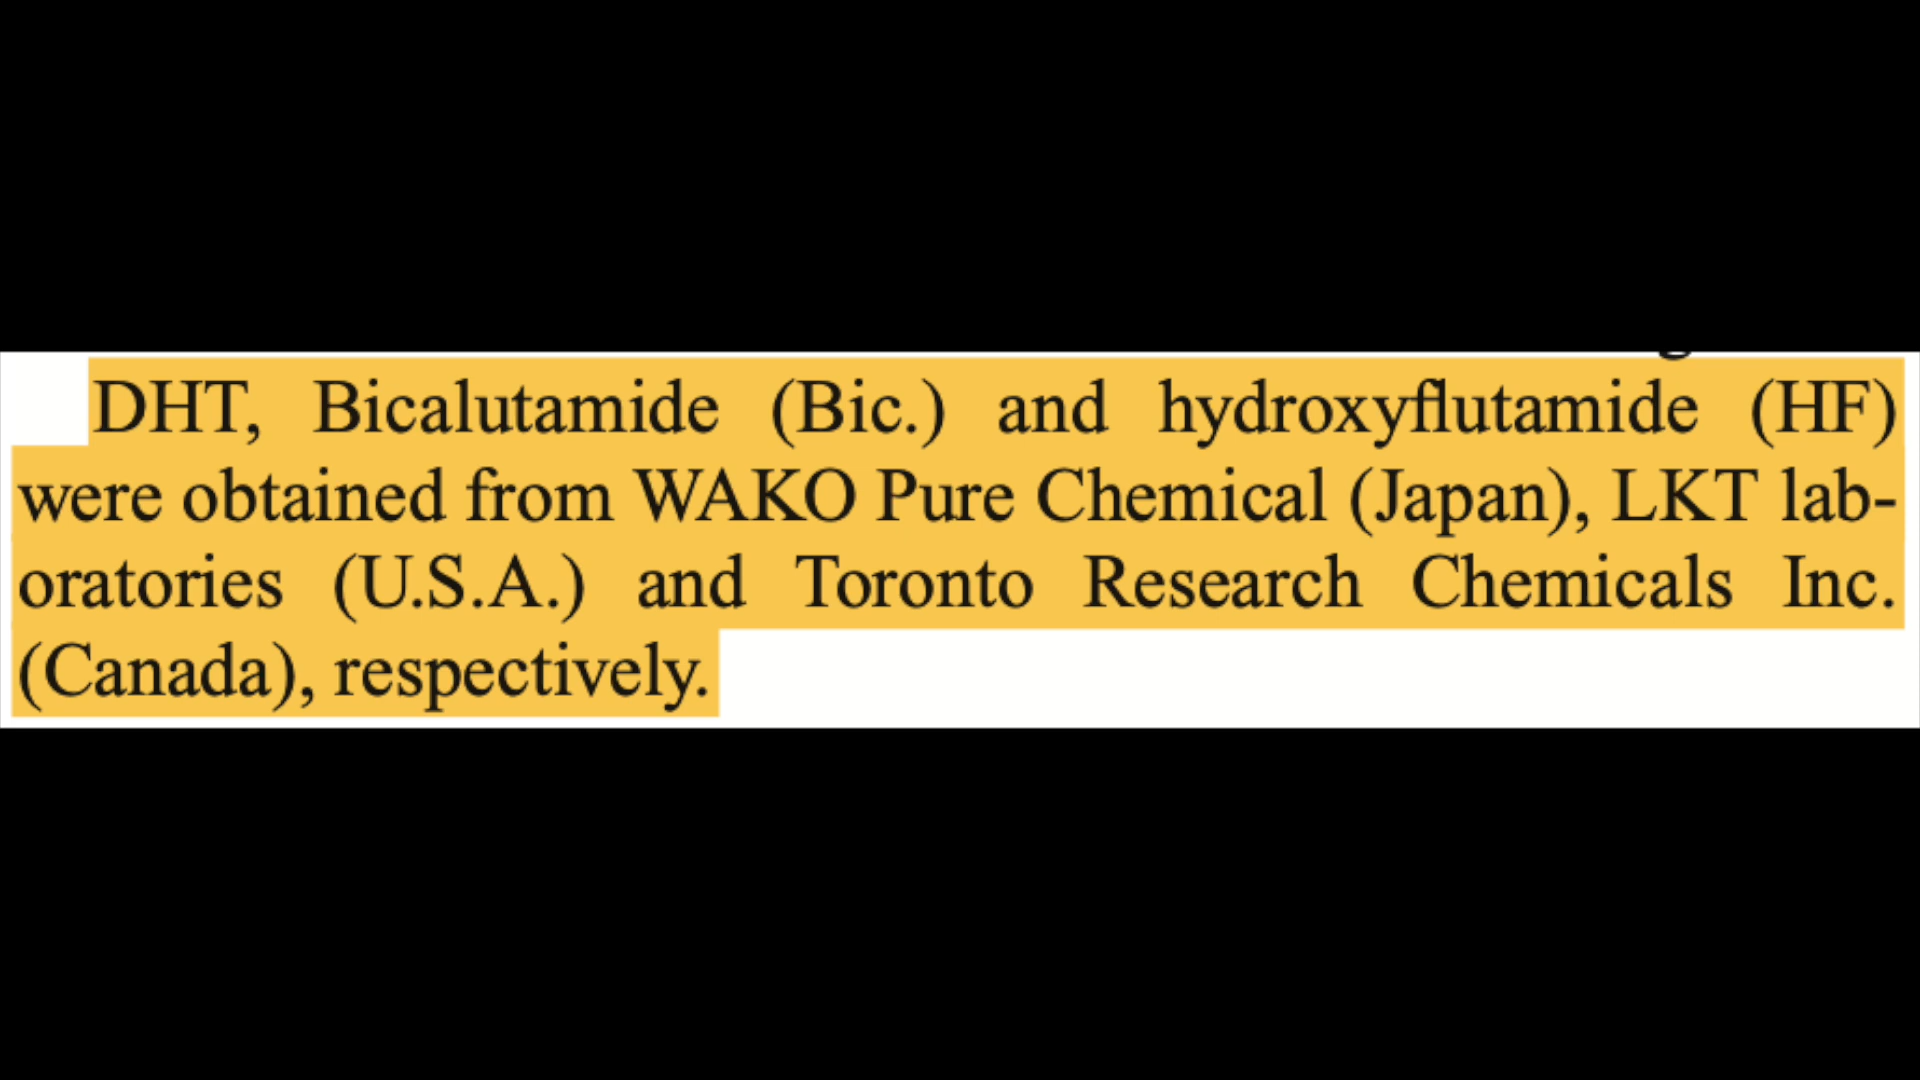 DHT, Bicalutamide (Bic.) and hydroxyflutamide (HF)
were obtained from WAKO Pure Chemical (Japan), LKT lab-
oratories (U.S.A.) and Toronto Research Chemicals Inc.
(Canada), respectively.